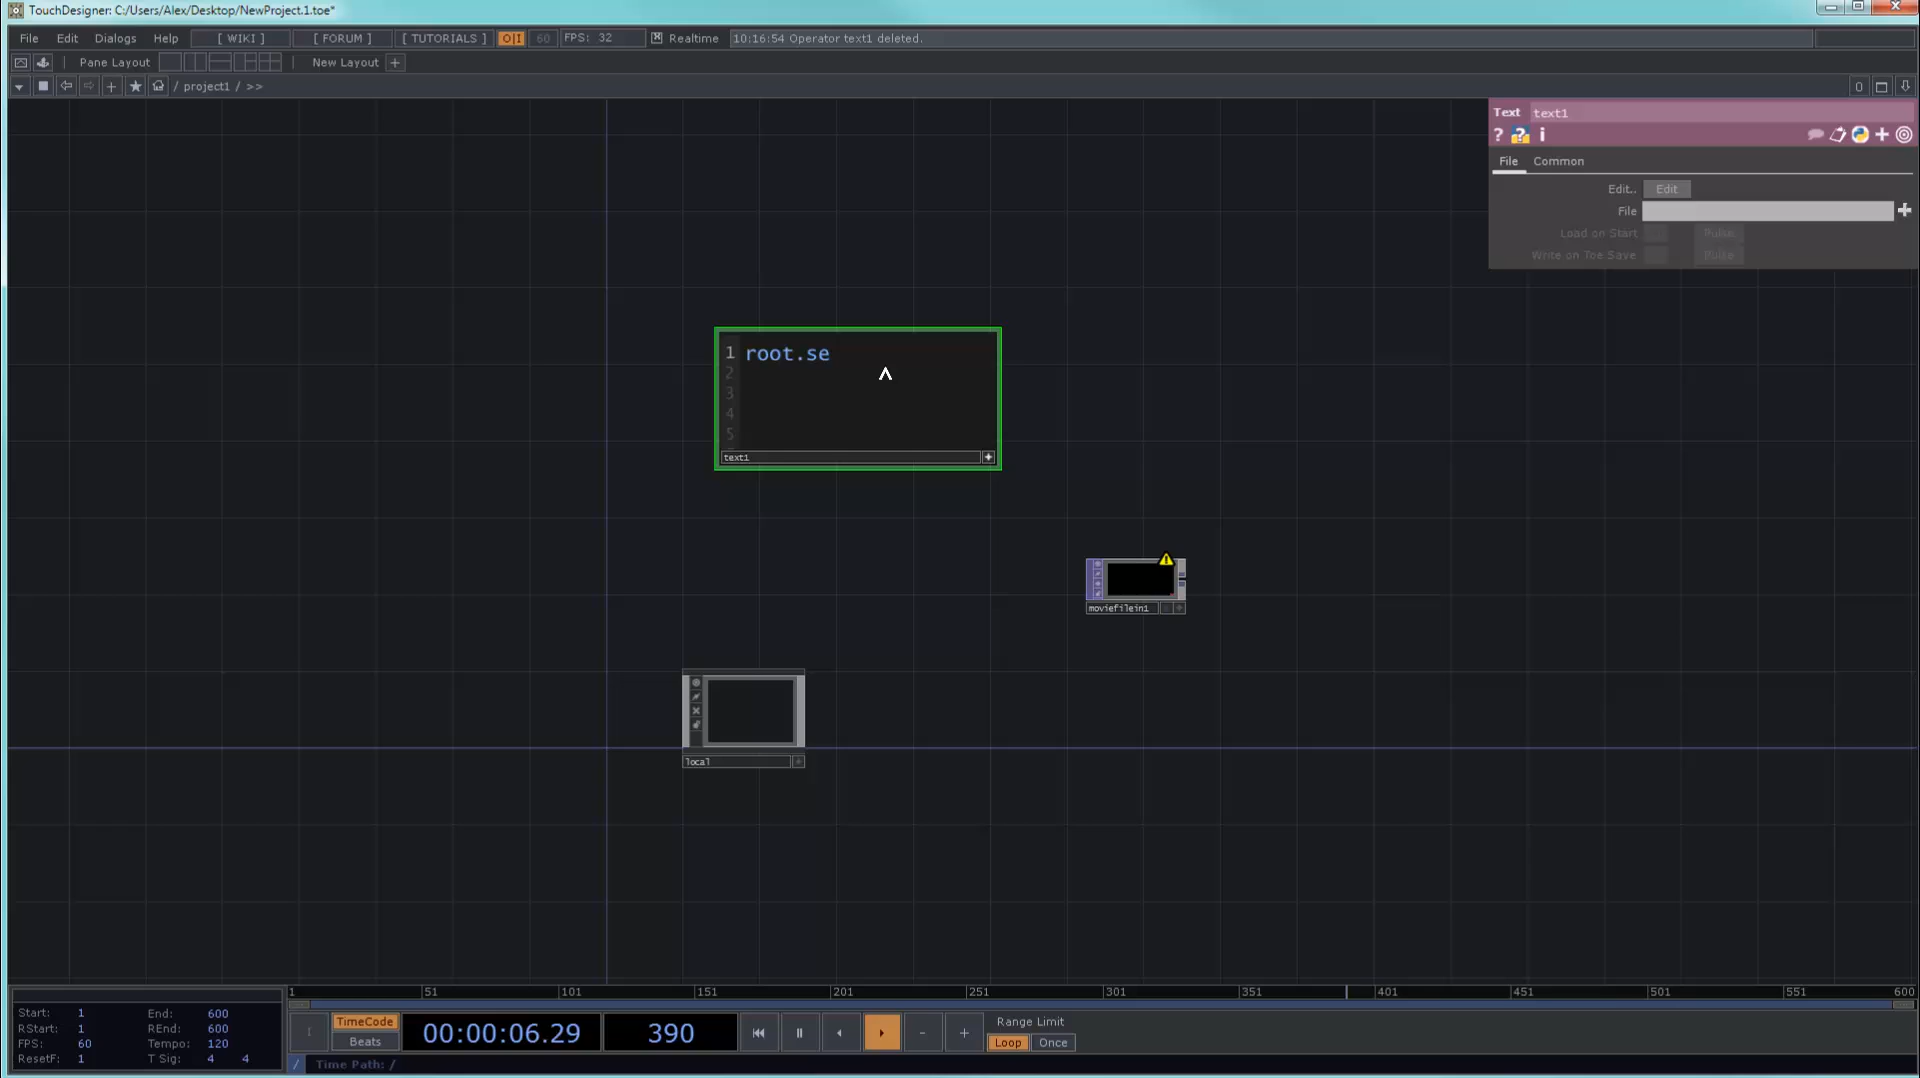 TouchDesigner: C:/Users/Alex/Desktop/NewProject.1.toe*
File Edit Dialogs Help [ WIKI ] [ FORUM ] [ TUTORIALS ] O|I 60 FPS: 32 Realtime 10:16:54 Operator text1 deleted.
Pane Layout New Layout +
/ project1 / >> 0
Text text1
? ? i
File Common
Edit.. Edit
File
Load on Start Pulse
Write on Toe Save Pulse
1 root.se
2
3
4
5
text1
moviefilein1
local
1 51 101 151 201 251 301 351 401 451 501 551 600
Start: 1 End: 600
RStart: 1 REnd: 600
FPS: 60 Tempo: 120
ResetF: 1 T Sig: 4 4
TimeCode
Beats
00:00:06.29 390
Range Limit
Loop Once
/ Time Path: /